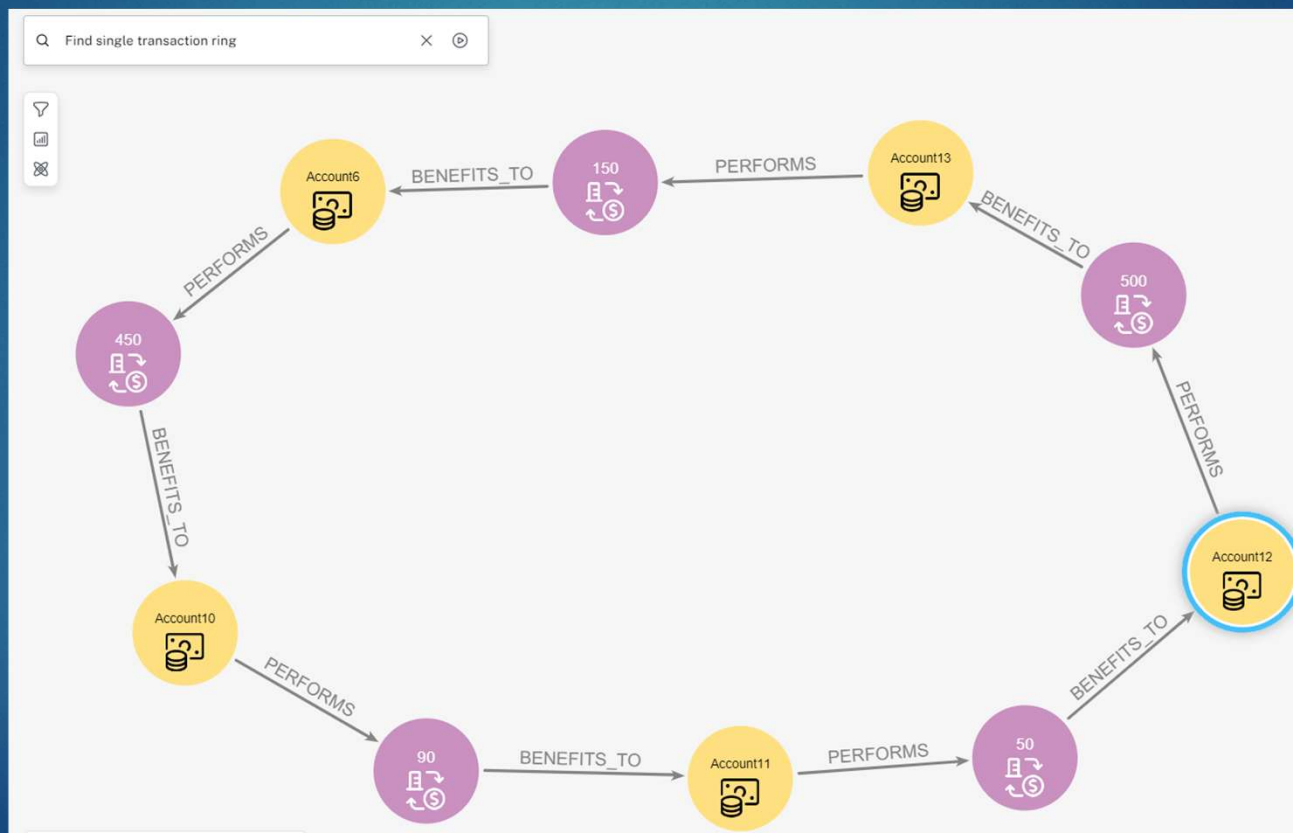 Find single transaction ring
Account6
BENEFITS_TO
150
PERFORMS
Account13
PERFORMS
BENEFITS_TO
450
500
BENEFITS_TO
PERFORMS
Account10
Account12
PERFORMS
BENEFITS_TO
90
BENEFITS_TO
Account11
PERFORMS
50